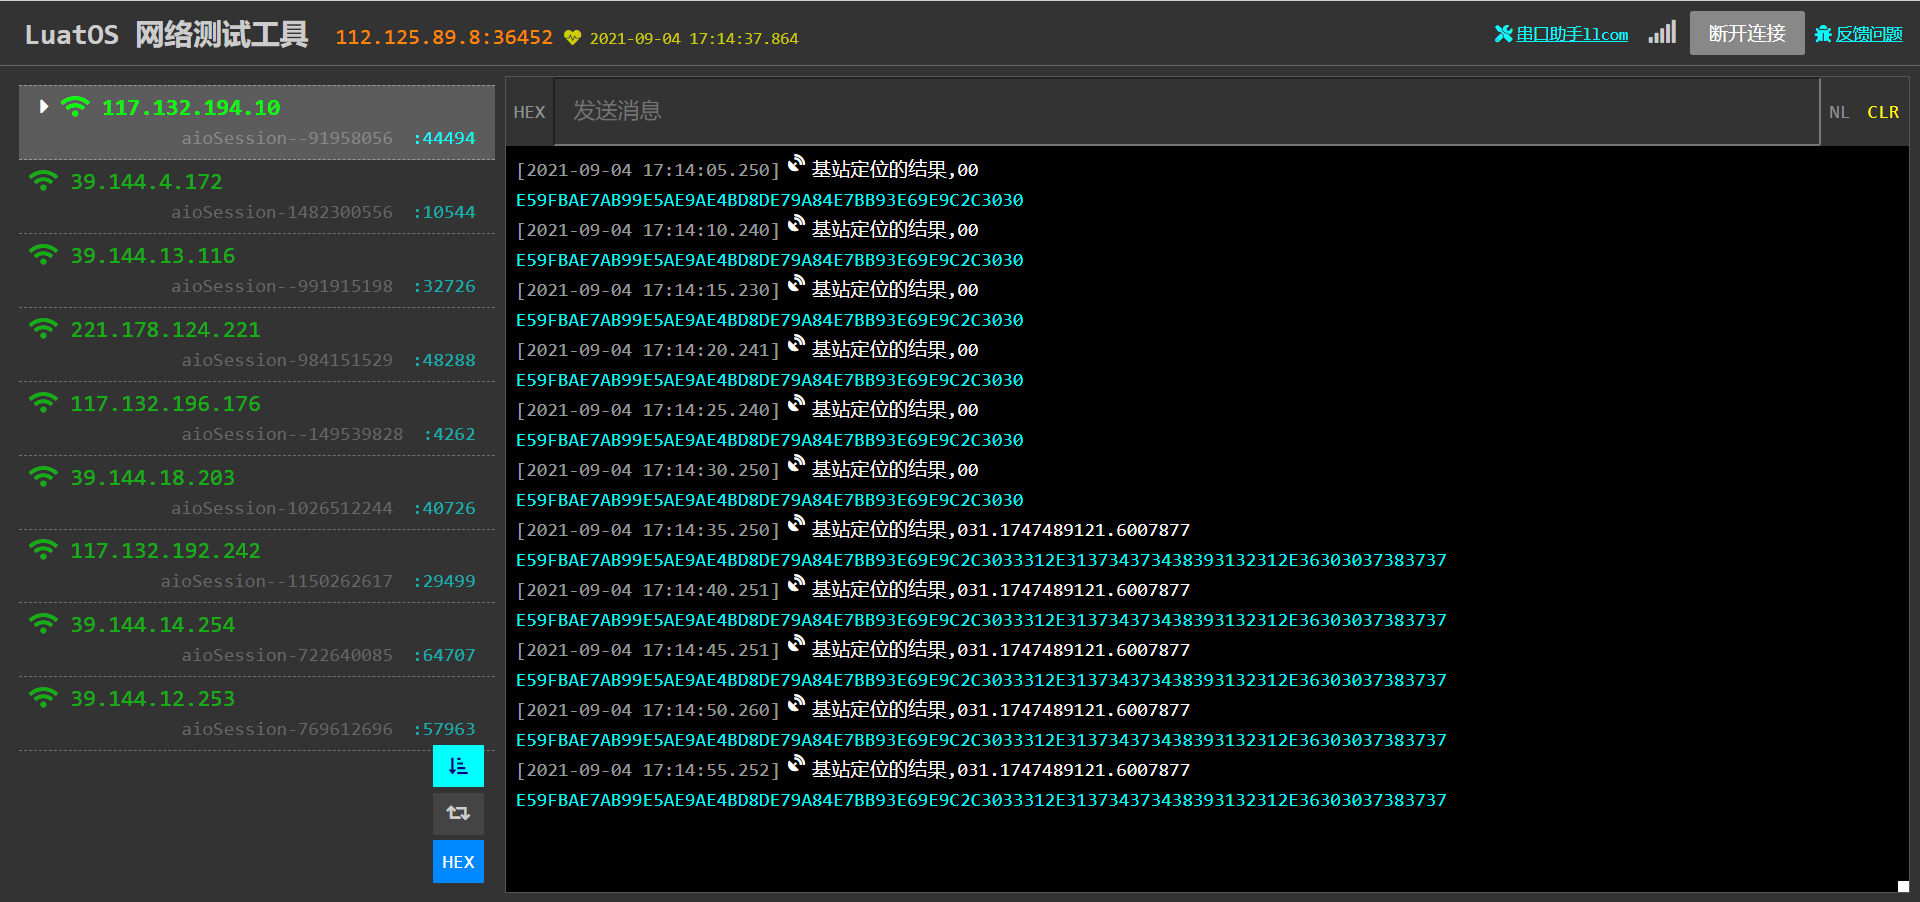 LuatOS 网络测试工具 112.125.89.8:36452 2021-09-04 17:14:37.864 串口助手llcom 断开连接 反馈问题
117.132.194.10
aioSession--91958056 :44494
39.144.4.172
aioSession-1482300556 :10544
39.144.13.116
aioSession--991915198 :32726
221.178.124.221
aioSession-984151529 :48288
117.132.196.176
aioSession--149539828 :4262
39.144.18.203
aioSession-1026512244 :40726
117.132.192.242
aioSession--1150262617 :29499
39.144.14.254
aioSession-722640085 :64707
39.144.12.253
aioSession-769612696 :57963
HEX
HEX 发送消息 NL CLR
[2021-09-04 17:14:05.250] 基站定位的结果,00
E59FBAE7AB99E5AE9AE4BD8DE79A84E7BB93E69E9C2C3030
[2021-09-04 17:14:10.240] 基站定位的结果,00
E59FBAE7AB99E5AE9AE4BD8DE79A84E7BB93E69E9C2C3030
[2021-09-04 17:14:15.230] 基站定位的结果,00
E59FBAE7AB99E5AE9AE4BD8DE79A84E7BB93E69E9C2C3030
[2021-09-04 17:14:20.241] 基站定位的结果,00
E59FBAE7AB99E5AE9AE4BD8DE79A84E7BB93E69E9C2C3030
[2021-09-04 17:14:25.240] 基站定位的结果,00
E59FBAE7AB99E5AE9AE4BD8DE79A84E7BB93E69E9C2C3030
[2021-09-04 17:14:30.250] 基站定位的结果,00
E59FBAE7AB99E5AE9AE4BD8DE79A84E7BB93E69E9C2C3030
[2021-09-04 17:14:35.250] 基站定位的结果,031.1747489121.6007877
E59FBAE7AB99E5AE9AE4BD8DE79A84E7BB93E69E9C2C3033312E313734373438393132312E36303037383737
[2021-09-04 17:14:40.251] 基站定位的结果,031.1747489121.6007877
E59FBAE7AB99E5AE9AE4BD8DE79A84E7BB93E69E9C2C3033312E313734373438393132312E36303037383737
[2021-09-04 17:14:45.251] 基站定位的结果,031.1747489121.6007877
E59FBAE7AB99E5AE9AE4BD8DE79A84E7BB93E69E9C2C3033312E313734373438393132312E36303037383737
[2021-09-04 17:14:50.260] 基站定位的结果,031.1747489121.6007877
E59FBAE7AB99E5AE9AE4BD8DE79A84E7BB93E69E9C2C3033312E313734373438393132312E36303037383737
[2021-09-04 17:14:55.252] 基站定位的结果,031.1747489121.6007877
E59FBAE7AB99E5AE9AE4BD8DE79A84E7BB93E69E9C2C3033312E313734373438393132312E36303037383737